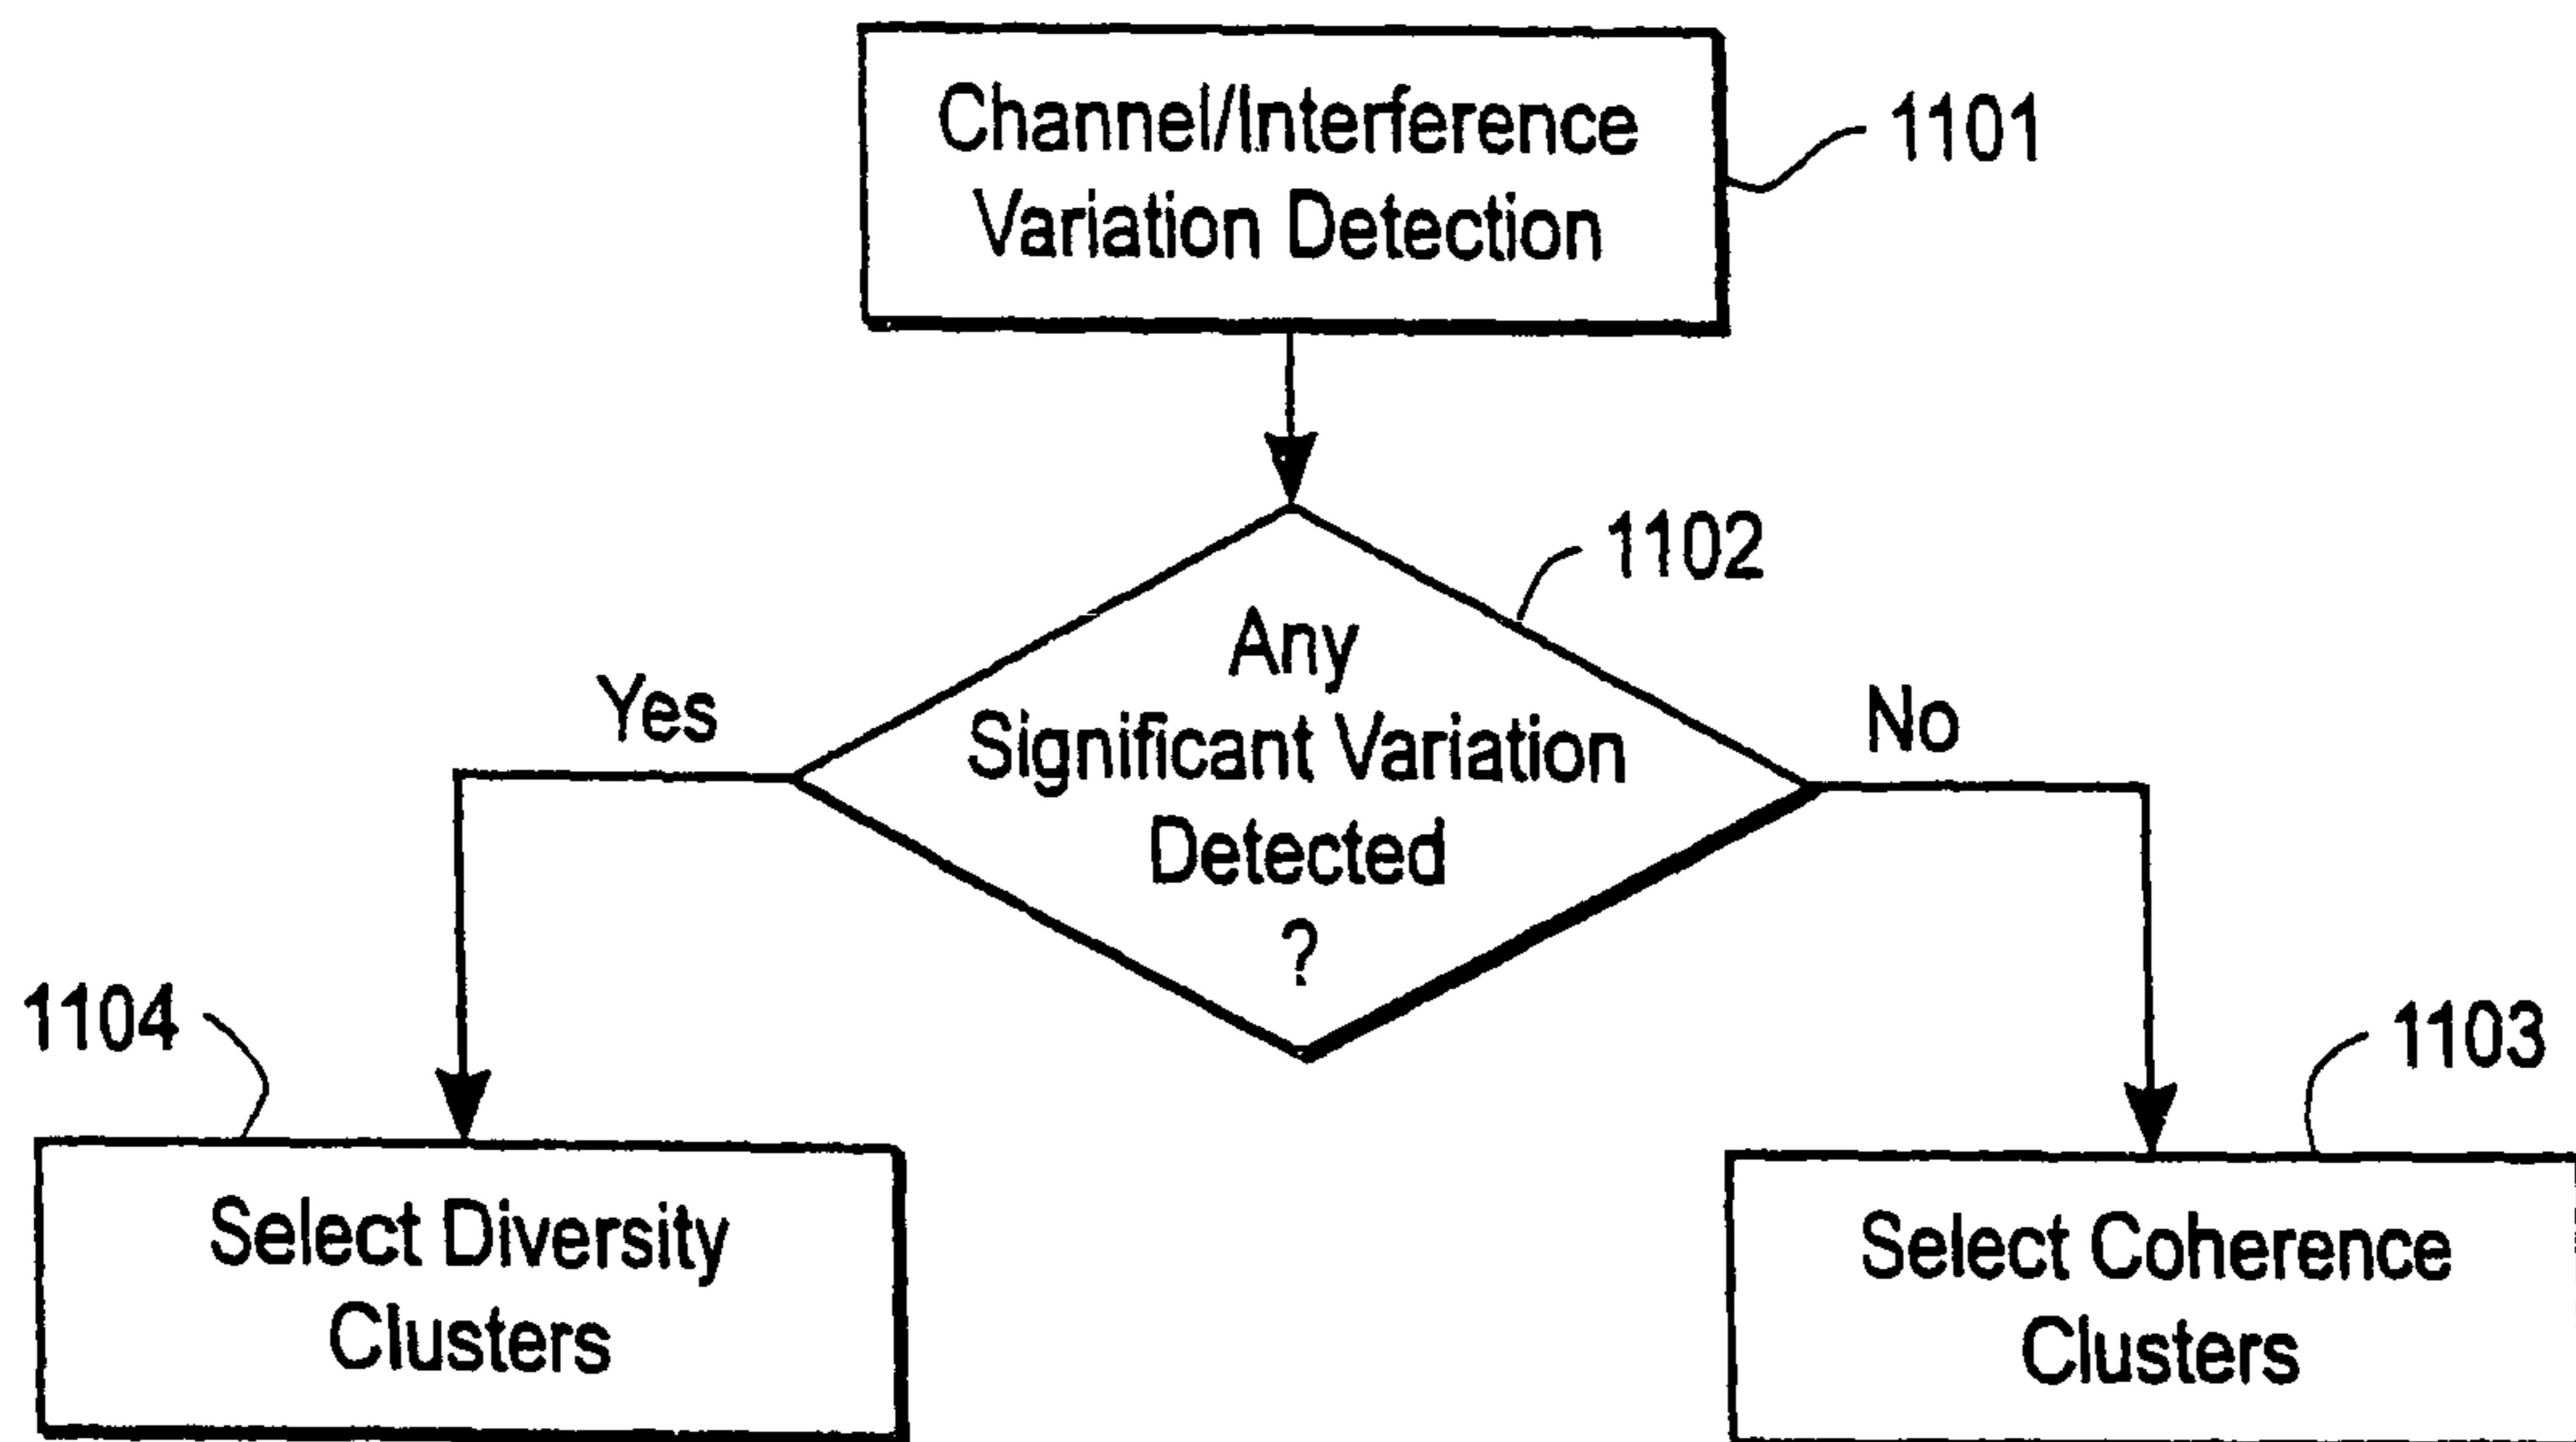 Channel/Interference
Variation Detection
1101
1102
Any
Significant Variation
Detected
?
Yes
No
1104
1103
Select Diversity
Clusters
Select Coherence
Clusters